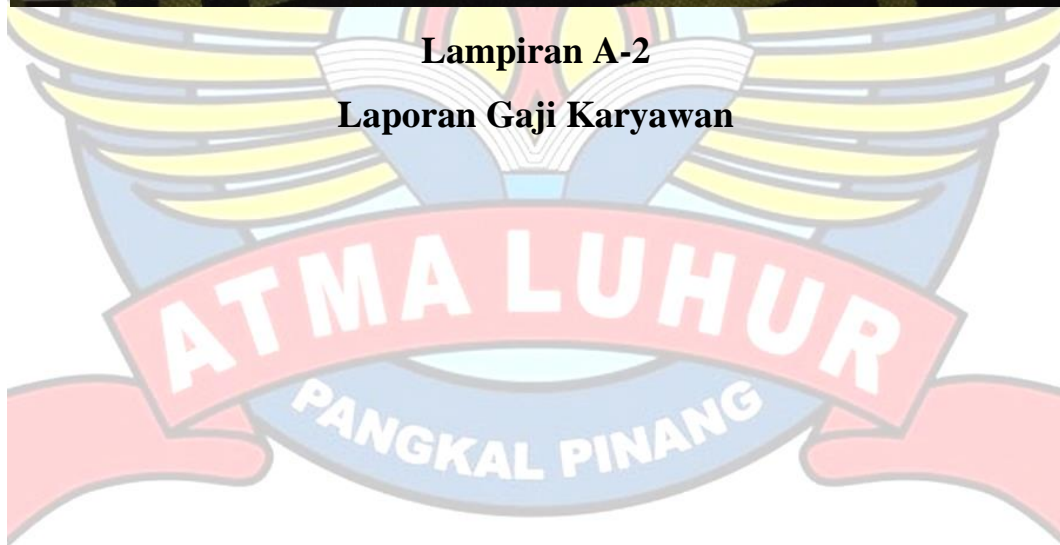 Lampiran A-2
Laporan Gaji Karyawan
ATMA LUHUR
PANGKAL PINANG